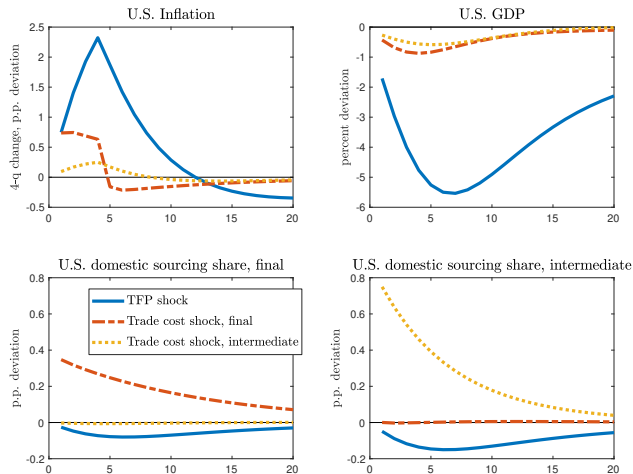 U.S. Inflation
4-q change, p.p. deviation
2.5
2
1.5
1
0.5
0
-0.5
0 5 10 15 20
U.S. GDP
percent deviation
0
-1
-2
-3
-4
-5
-6
0 5 10 15 20
U.S. domestic sourcing share, final
p.p. deviation
0.8
0.6
0.4
0.2
0
-0.2
0 5 10 15 20
TFP shock
Trade cost shock, final
Trade cost shock, intermediate
U.S. domestic sourcing share, intermediate
p.p. deviation
0.8
0.6
0.4
0.2
0
-0.2
0 5 10 15 20